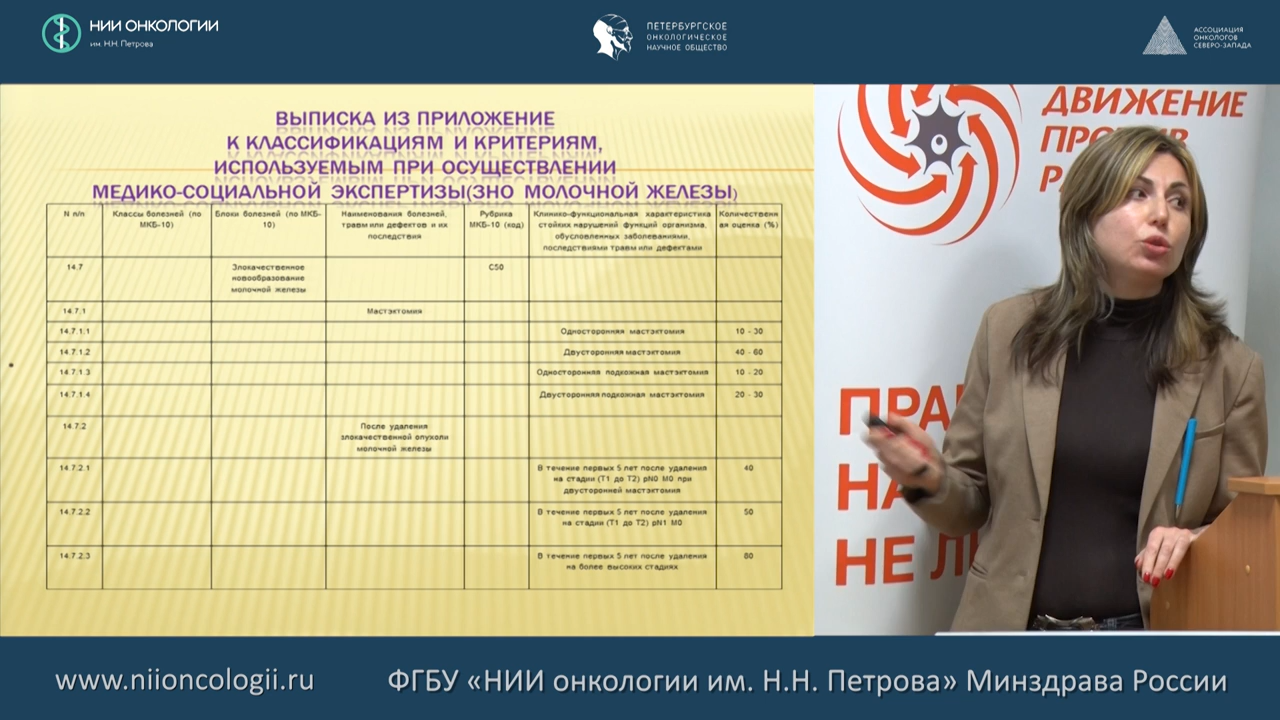 НИИ ОНКОЛОГИИ
им. Н.Н. Петрова
ПЕТЕРБУРГСКОЕ
ОНКОЛОГИЧЕСКОЕ
НАУЧНОЕ ОБЩЕСТВО
АССОЦИАЦИЯ
ОНКОЛОГОВ
СЕВЕРО-ЗАПАДА
ВЫПИСКА ИЗ ПРИЛОЖЕНИЕ
К КЛАССИФИКАЦИЯМ И КРИТЕРИЯМ,
ИСПОЛЬЗУЕМЫМ ПРИ ОСУЩЕСТВЛЕНИИ
МЕДИКО-СОЦИАЛЬНОЙ ЭКСПЕРТИЗЫ(ЗНО МОЛОЧНОЙ ЖЕЛЕЗЫ)
N п/п
Классы болезней (по
МКБ-10)
Блоки болезней (по МКБ-
10)
Наименования болезней,
травм или дефектов и их
последствия
Рубрика
МКБ-10 (код)
Клинико-функциональная характеристика
стойких нарушений функций организма,
обусловленных заболеваниями,
последствиями травм или дефектами
Количественн
ая оценка (%)
14.7
Злокачественное
новообразование
молочной железы
C50
14.7.1
Мастэктомия
14.7.1.1
Односторонняя мастэктомия
10 - 30
14.7.1.2
Двусторонняя мастэктомия
40 - 60
14.7.1.3
Односторонняя подкожная мастэктомия
10 - 20
14.7.1.4
Двусторонняя подкожная мастэктомия
20 - 30
14.7.2
После удаления
злокачественной опухоли
молочной железы
14.7.2.1
В течение первых 5 лет после удаления
на стадии (T1 до T2) pN0 M0 при
двусторонней мастэктомии
40
14.7.2.2
В течение первых 5 лет после удаления
на стадии (T1 до T2) pN1 M0
50
14.7.2.3
В течение первых 5 лет после удаления
на более высоких стадиях
60
ДВИЖЕНИЕ
ПРОТИВ
ПРА
НА
НЕ Л
www.niioncologii.ru
ФГБУ «НИИ онкологии им. Н.Н. Петрова» Минздрава России